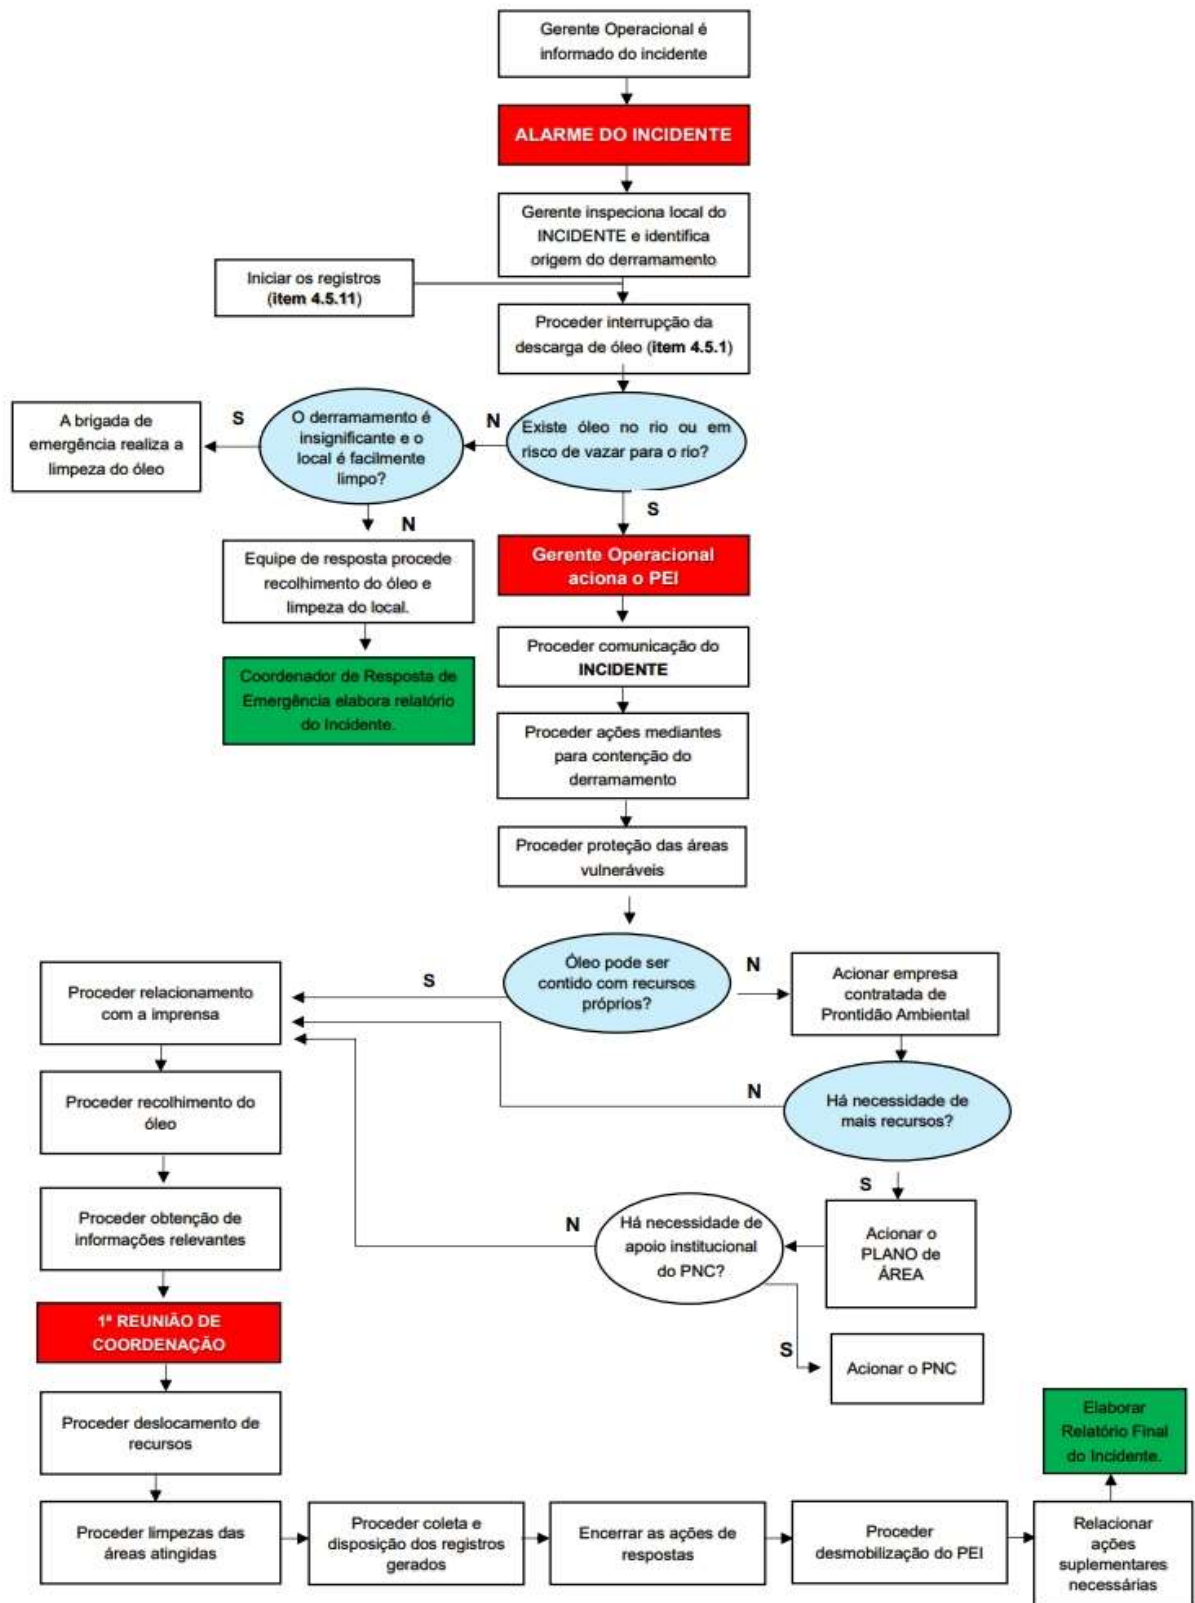 Gerente Operacional é
informado do incidente
ALARME DO INCIDENTE
Gerente inspeciona local do
INCIDENTE e identifica
origem do derramamento
Iniciar os registros
(item 4.5.11)
Proceder interrupção da
descarga de óleo (item 4.5.1)
Existe óleo no rio ou em
risco de vazar para o rio?
N
O derramamento é
insignificante e o
local é facilmente
limpo?
S
A brigada de
emergência realiza a
limpeza do óleo
N
Equipe de resposta procede
recolhimento do óleo e
limpeza do local.
Coordenador de Resposta de
Emergência elabora relatório
do Incidente.
S
Gerente Operacional
aciona o PEI
Proceder comunicação do
INCIDENTE
Proceder ações mediantes
para contenção do
derramamento
Proceder proteção das áreas
vulneráveis
Óleo pode ser
contido com recursos
próprios?
N
Acionar empresa
contratada de
Prontidão Ambiental
Há necessidade de
mais recursos?
N
S
Acionar o
PLANO de
ÁREA
Há necessidade de
apoio institucional
do PNC?
N
S
Acionar o PNC
S
Proceder relacionamento
com a imprensa
Proceder recolhimento do
óleo
Proceder obtenção de
informações relevantes
1ª REUNIÃO DE
COORDENAÇÃO
Proceder deslocamento de
recursos
Proceder limpezas das
áreas atingidas
Proceder coleta e
disposição dos registros
gerados
Encerrar as ações de
respostas
Proceder
desmobilização do PEI
Relacionar
ações
suplementares
necessárias
Elaborar
Relatório Final
do Incidente.